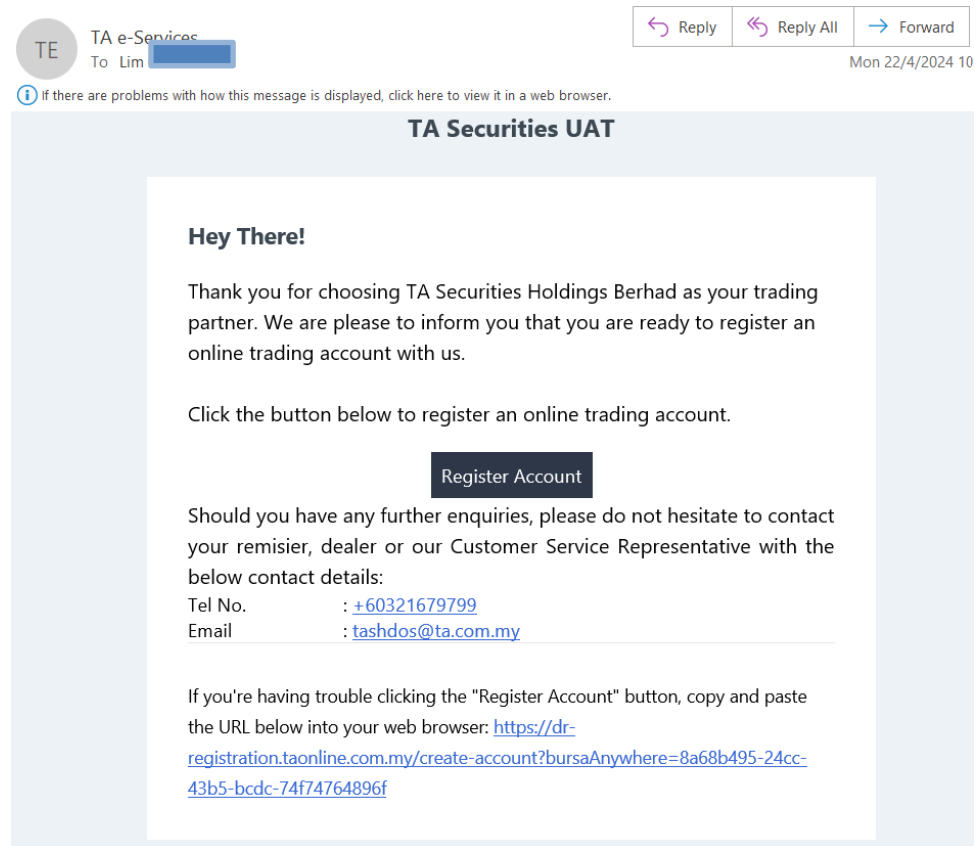 TE
TA e-Services
To Lim
Reply
Reply All
Forward
Mon 22/4/2024 10
If there are problems with how this message is displayed, click here to view it in a web browser.
TA Securities UAT
Hey There!
Thank you for choosing TA Securities Holdings Berhad as your trading
partner. We are please to inform you that you are ready to register an
online trading account with us.
Click the button below to register an online trading account.
Register Account
Should you have any further enquiries, please do not hesitate to contact
your remisier, dealer or our Customer Service Representative with the
below contact details:
Tel No. : +60321679799
Email : tashdos@ta.com.my
If you're having trouble clicking the "Register Account" button, copy and paste
the URL below into your web browser: https://dr-
registration.taonline.com.my/create-account?bursaAnywhere=8a68b495-24cc-
43b5-bcdc-74f74764896f